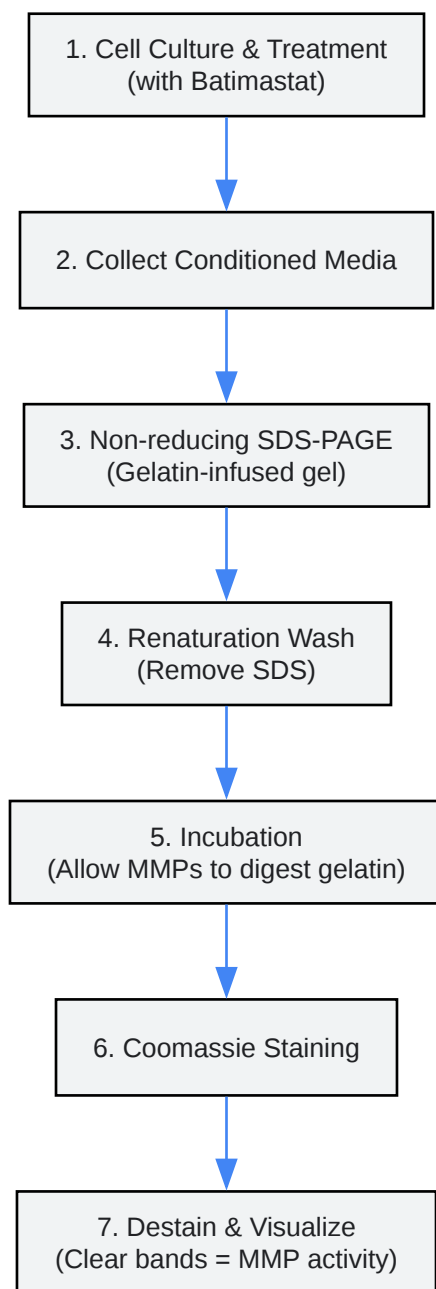 1. Cell Culture & Treatment
(with Batimastat)
2. Collect Conditioned Media
3. Non-reducing SDS-PAGE
(Gelatin-infused gel)
4. Renaturation Wash
(Remove SDS)
5. Incubation
(Allow MMPs to digest gelatin)
6. Coomassie Staining
7. Destain & Visualize
(Clear bands = MMP activity)